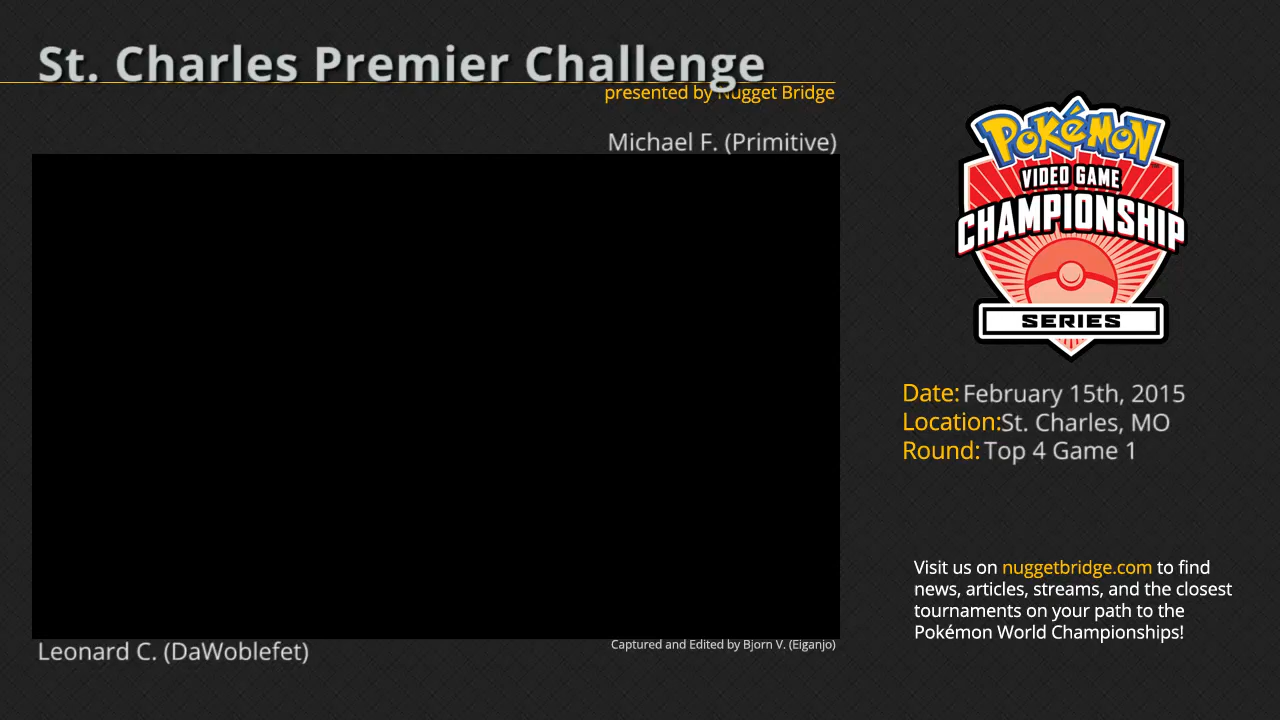 St. Charles Premier Challenge
presented by Nugget Bridge
Michael F. (Primitive)
POKéMON
VIDEO GAME
CHAMPIONSHIP
SERIES
Date: February 15th, 2015
Location: St. Charles, MO
Round: Top 4 Game 1
Visit us on nuggetbridge.com to find
news, articles, streams, and the closest
tournaments on your path to the
Pokémon World Championships!
Leonard C. (DaWoblefet)
Captured and Edited by Bjorn V. (Eiganjo)